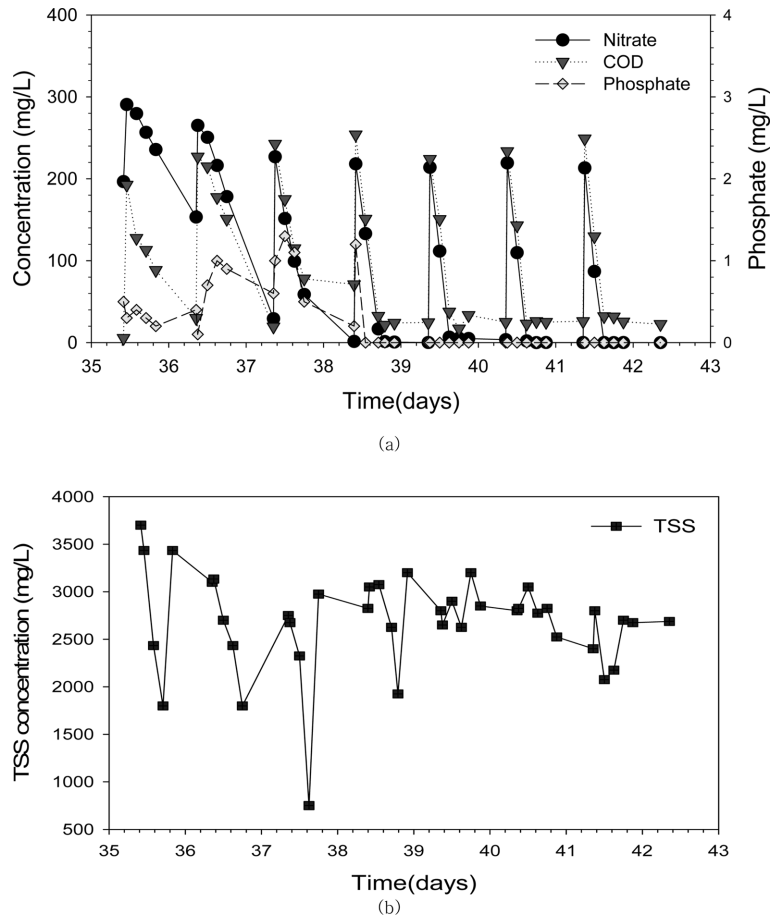 400
300
200
100
0
Concentration (mg/L)
4
3
2
1
0
Phosphate (mg/L)
Nitrate
COD
Phosphate
35 36 37 38 39 40 41 42 43
Time(days)
(a)
4000
3500
3000
2500
2000
1500
1000
500
TSS concentration (mg/L)
TSS
35 36 37 38 39 40 41 42 43
Time(days)
(b)